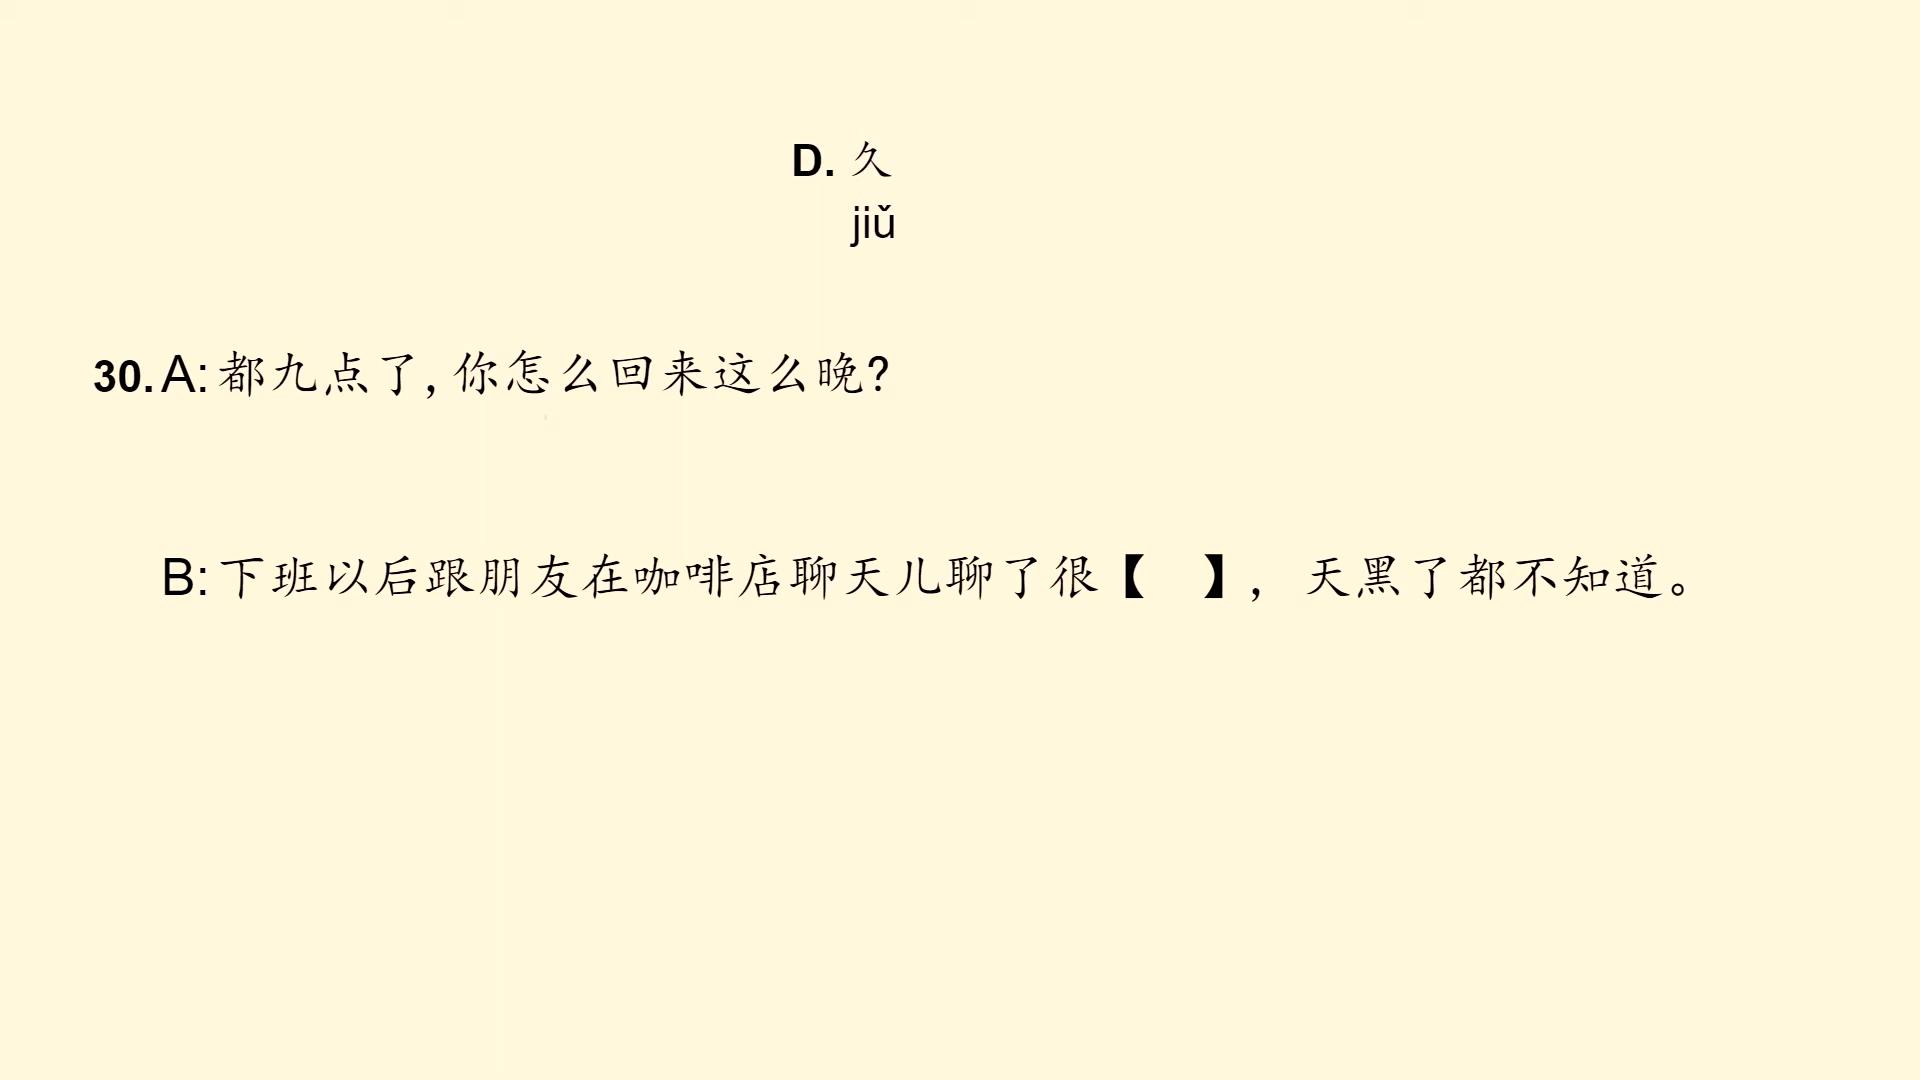 D. 久
jiǔ
30. A: 都九点了, 你怎么回来这么晚?
B: 下班以后跟朋友在咖啡店聊天儿聊了很【 】, 天黑了都不知道。